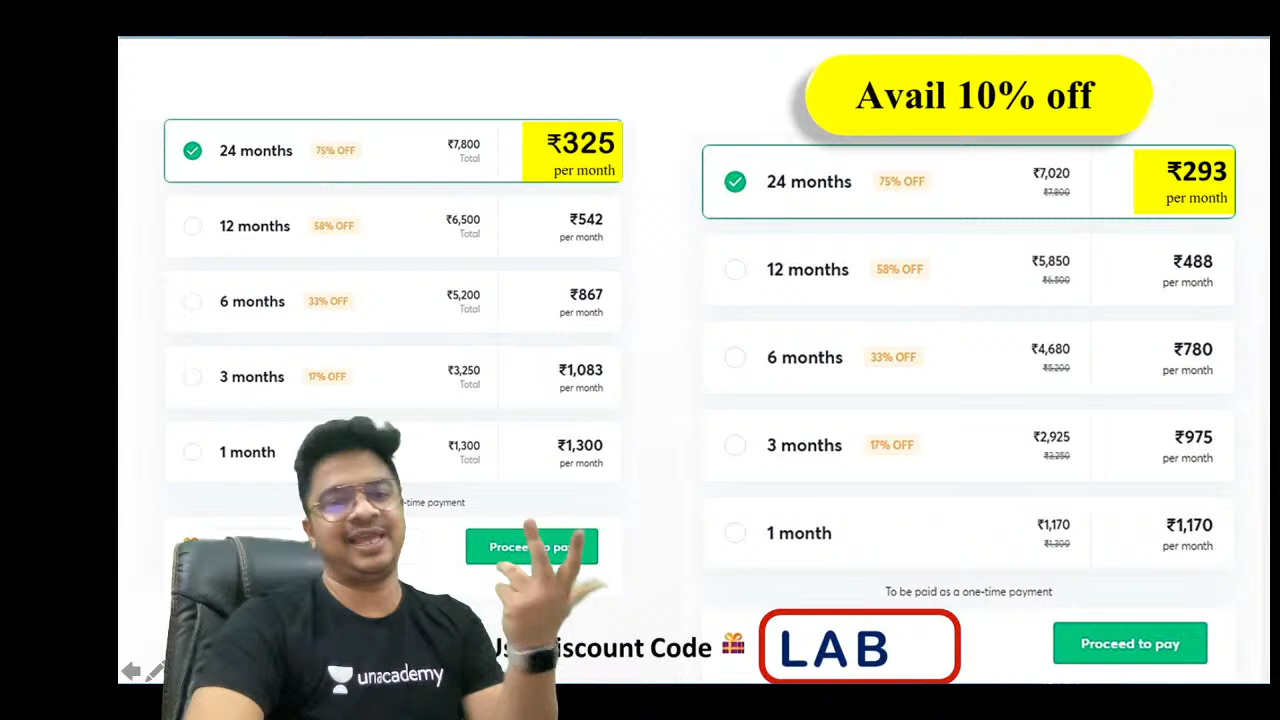 Avail 10% off
24 months 75% OFF ₹7,800 Total ₹325 per month
12 months 58% OFF ₹6,500 Total ₹542 per month
6 months 33% OFF ₹5,200 Total ₹867 per month
3 months 17% OFF ₹3,250 Total ₹1,083 per month
1 month ₹1,300 Total ₹1,300 per month
-time payment
Proceed to pay
24 months 75% OFF ₹7,020 ₹7,800 ₹293 per month
12 months 58% OFF ₹5,850 ₹6,500 ₹488 per month
6 months 33% OFF ₹4,680 ₹5,200 ₹780 per month
3 months 17% OFF ₹2,925 ₹3,250 ₹975 per month
1 month ₹1,170 ₹1,300 ₹1,170 per month
To be paid as a one-time payment
Discount Code LAB
Proceed to pay
unacademy